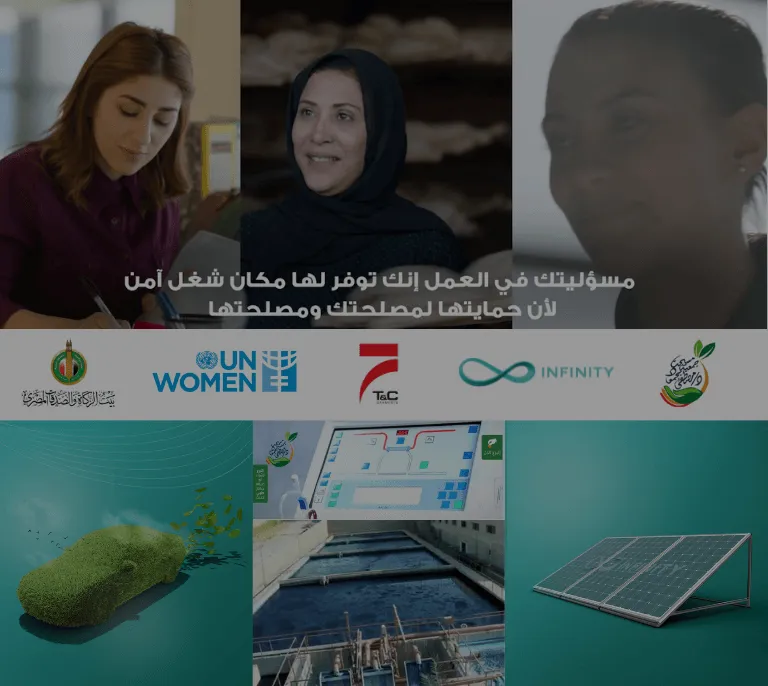 مسؤليتك في العمل إنك توفر لها مكان شغل آمن
لأن حمايتها لمصلحتك ومصلحتها
بيت الزكاة والصدقات المصري
UN
WOMEN
T&C
INFINITY